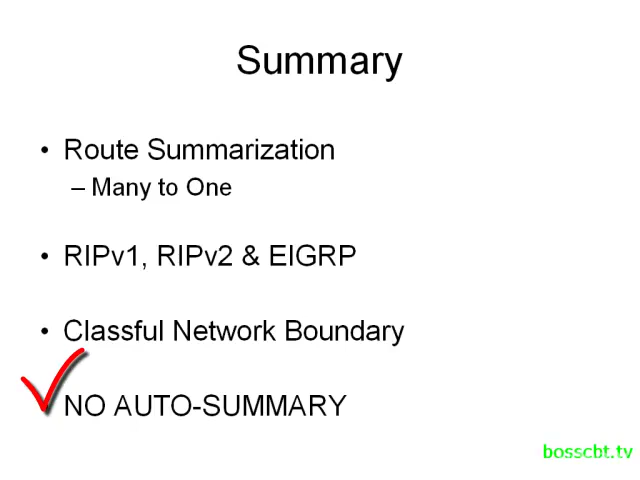 Summary
• Route Summarization
– Many to One
• RIPv1, RIPv2 & EIGRP
• Classful Network Boundary
NO AUTO-SUMMARY
bosscbt.tv